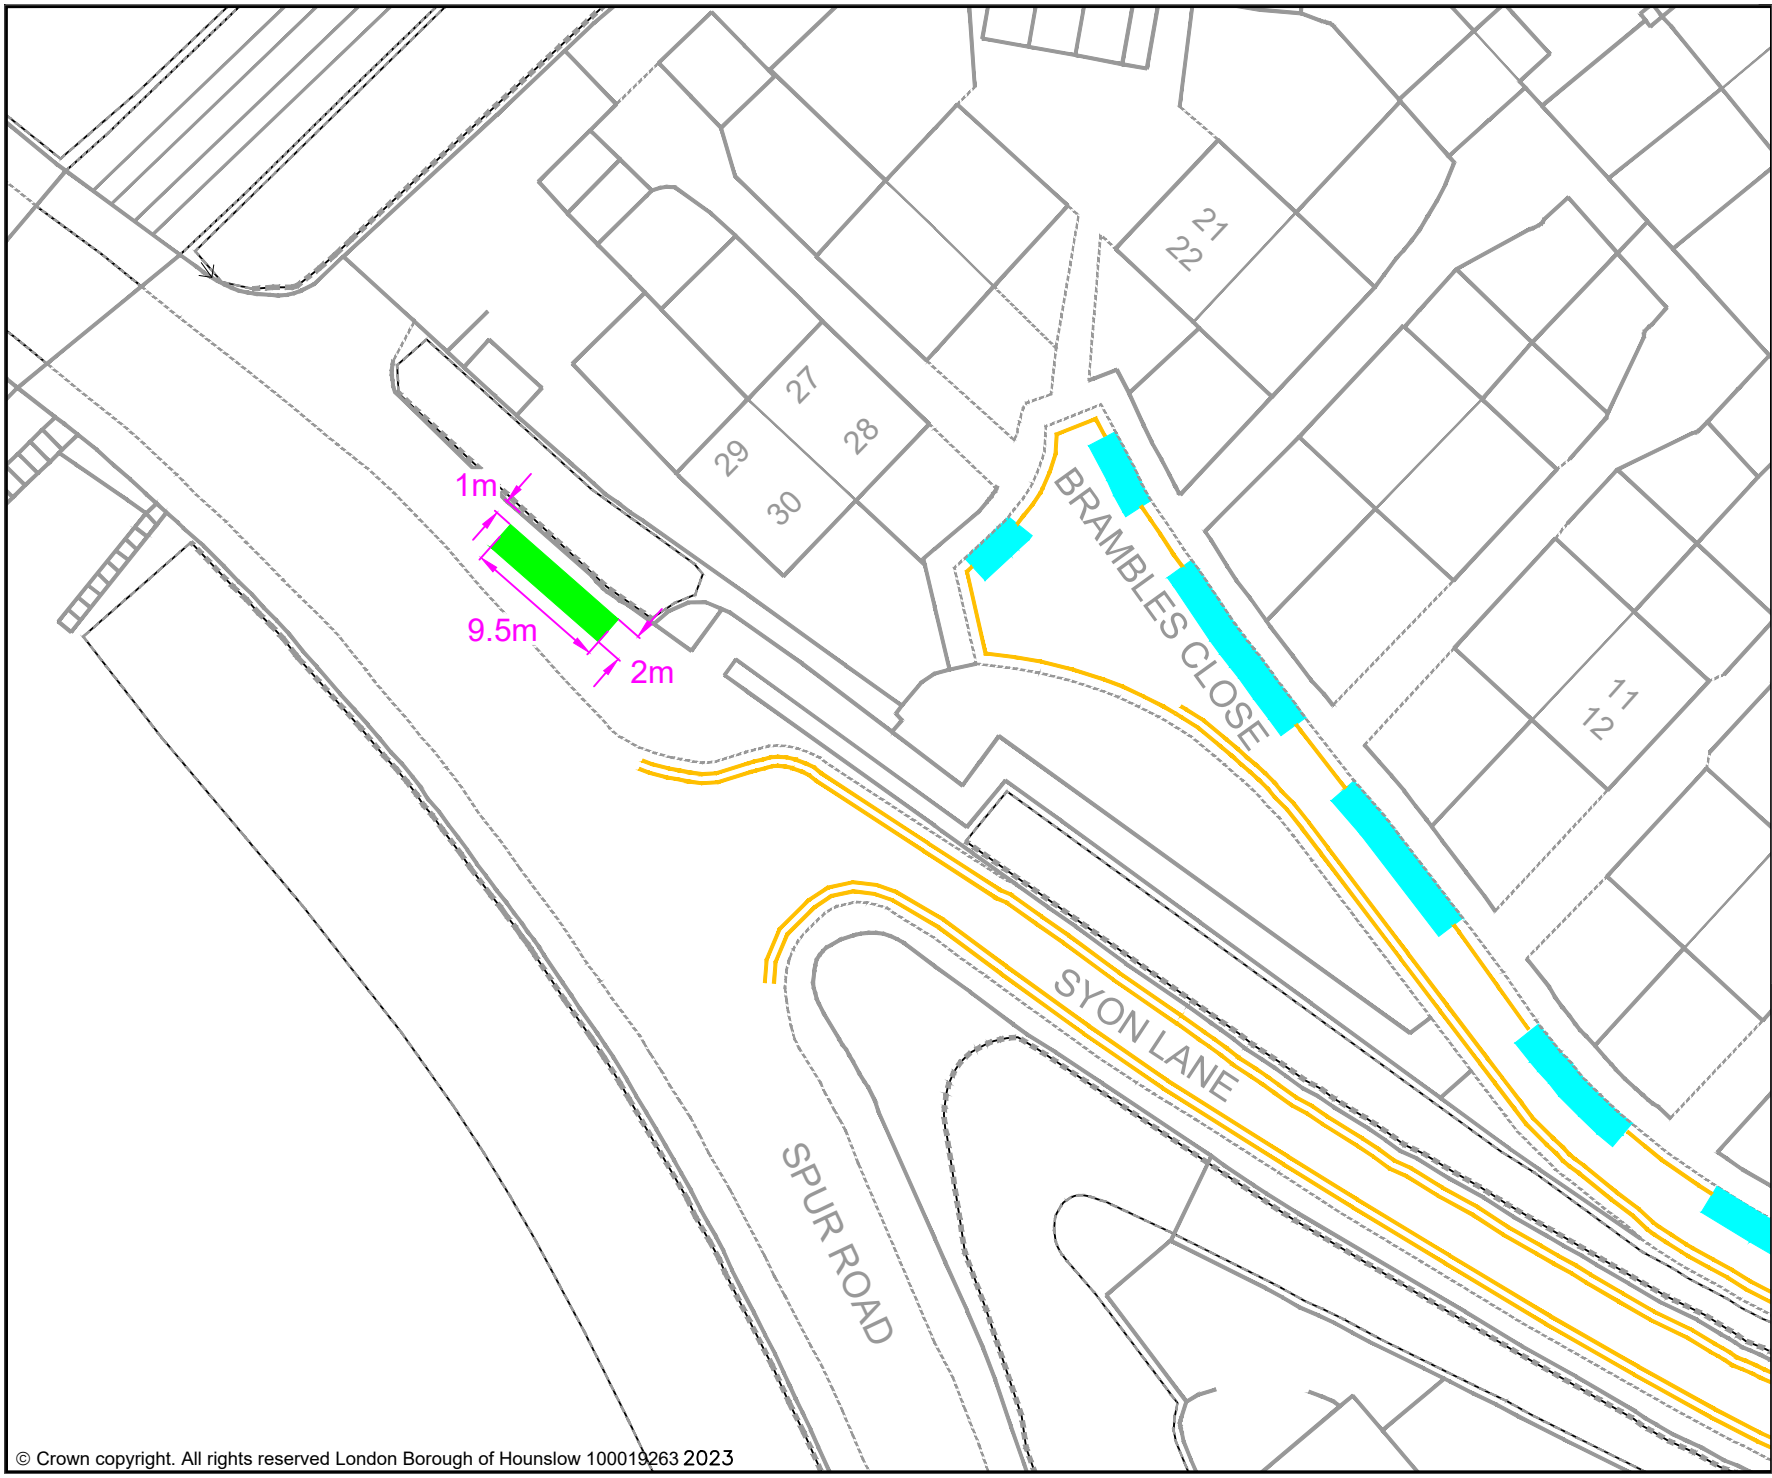 21
22
27
28
29
30
1m
9.5m
2m
BRAMBLES CLOSE
11
12
SYON LANE
SPUR ROAD
© Crown copyright. All rights reserved London Borough of Hounslow 100019263 2023